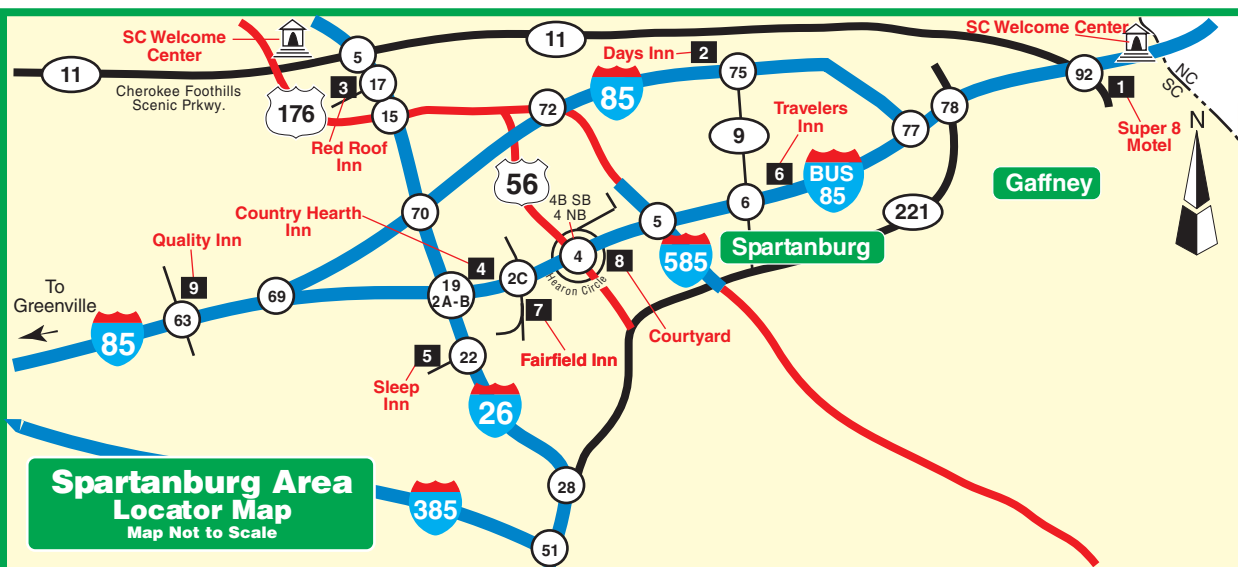 SC Welcome
Center
SC Welcome Center
5
11
Days Inn
2
75
11
Cherokee Foothills
Scenic Prkwy.
3
17
92
1
NC
SC
176
15
Red Roof
Inn
72
85
9
Travelers
Inn
6
78
77
Super 8
Motel
N
56
4B SB
4 NB
BUS
85
6
Gaffney
Country Hearth
Inn
70
221
5
Spartanburg
Quality Inn
9
4
2C
4
8
585
Hearon Circle
To
Greenville
63
69
19
2A-B
7
Courtyard
85
5
22
Fairfield Inn
Sleep
Inn
26
Spartanburg Area
Locator Map
Map Not to Scale
385
28
51